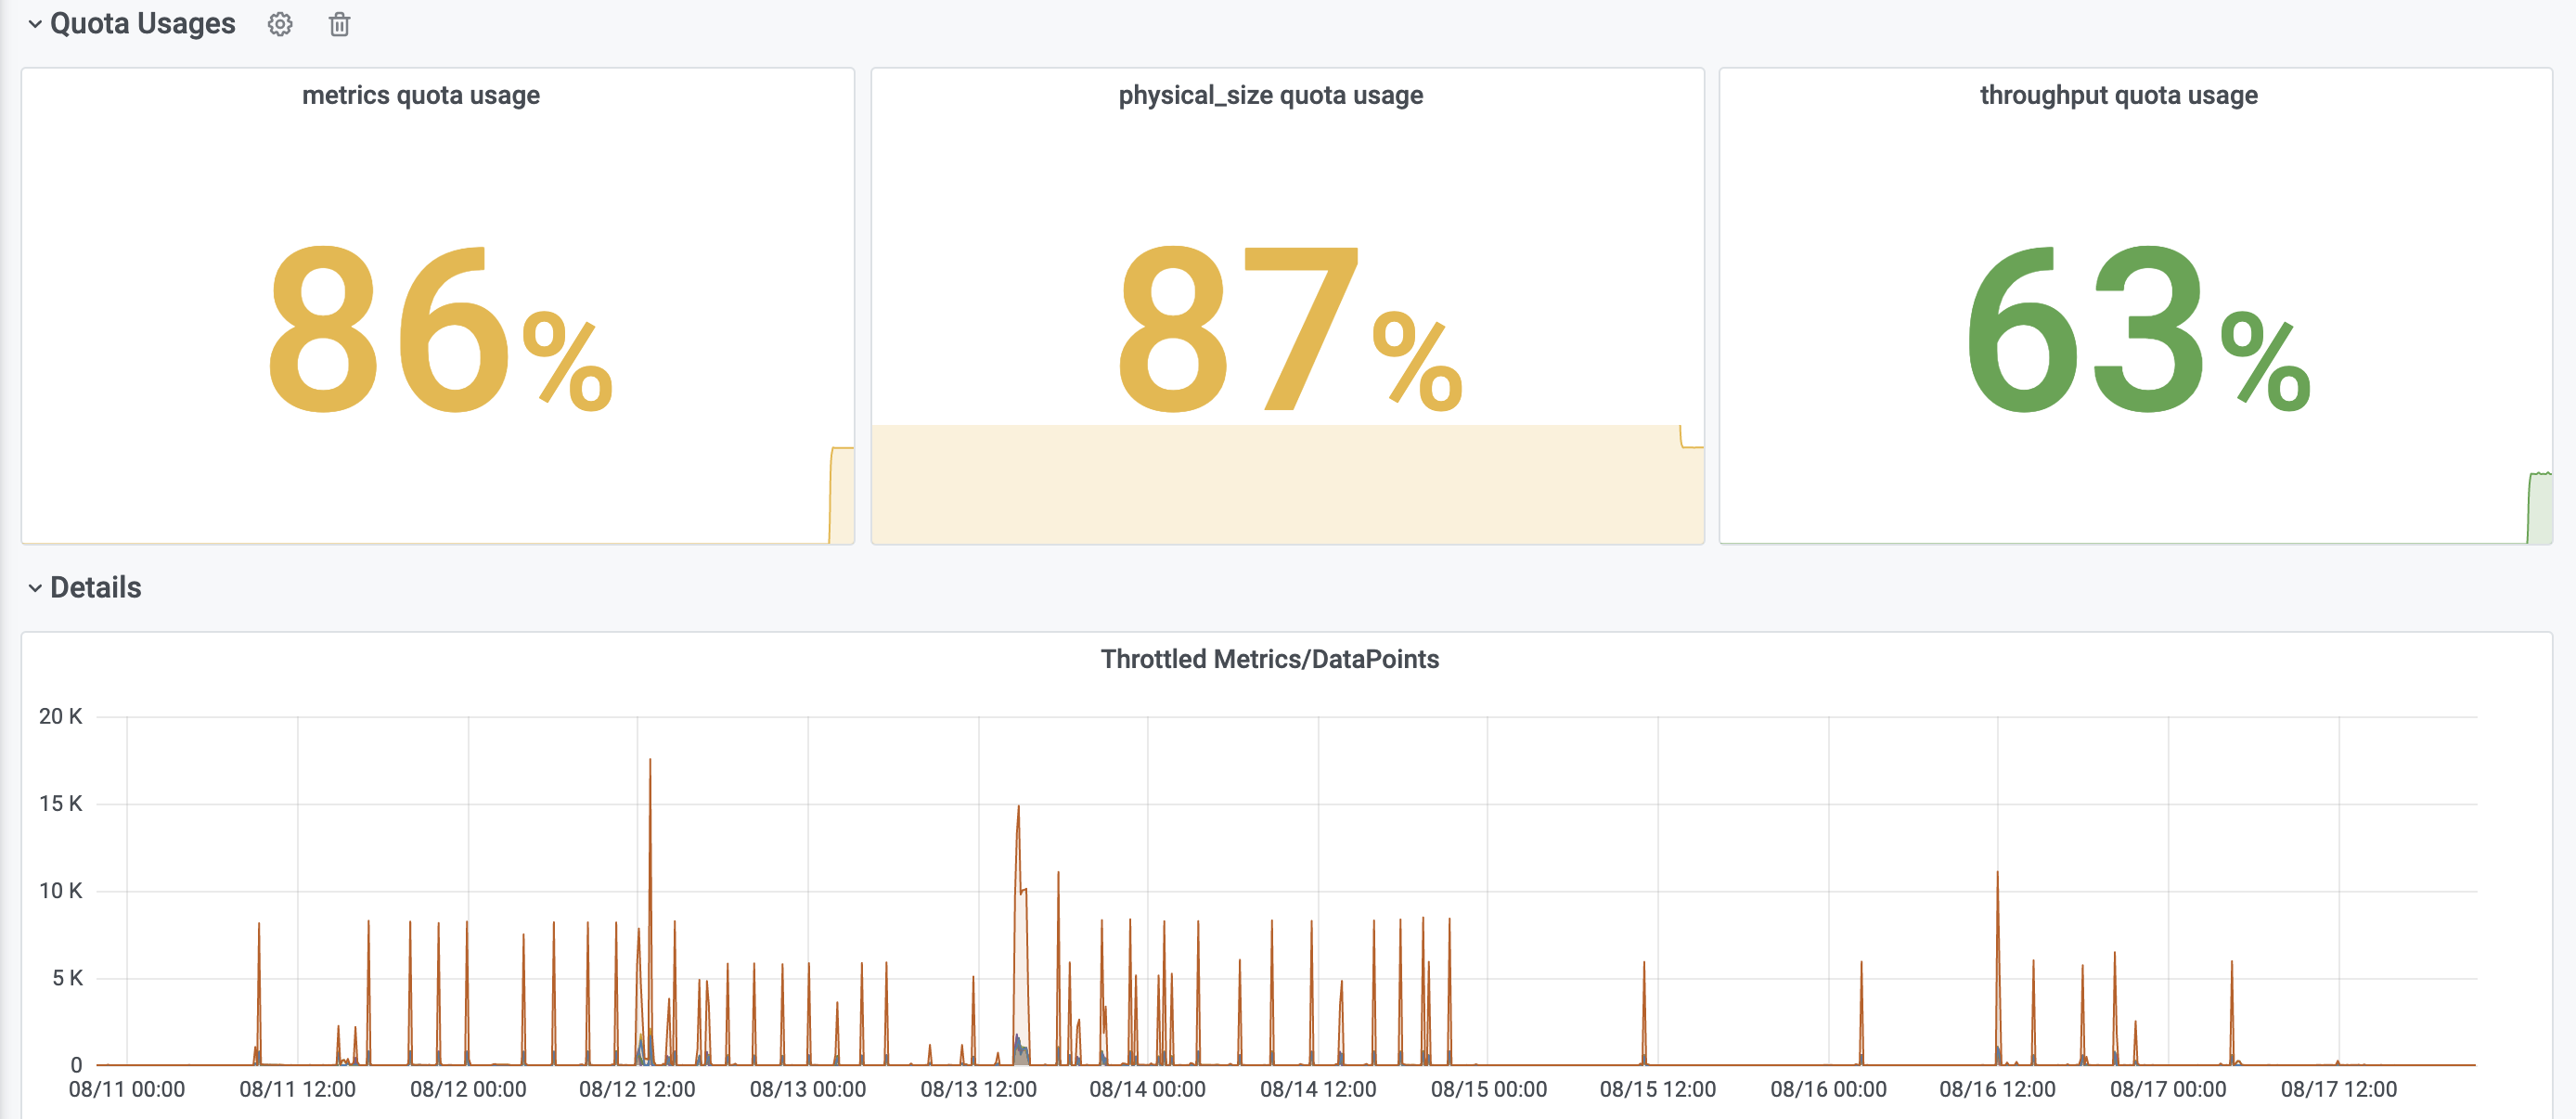 Quota Usages
metrics quota usage
physical_size quota usage
throughput quota usage
86%
87%
63%
Details
Throttled Metrics/DataPoints
20 K
15 K
10 K
5 K
0
08/11 00:00 08/11 12:00 08/12 00:00 08/12 12:00 08/13 00:00 08/13 12:00 08/14 00:00 08/14 12:00 08/15 00:00 08/15 12:00 08/16 00:00 08/16 12:00 08/17 00:00 08/17 12:00